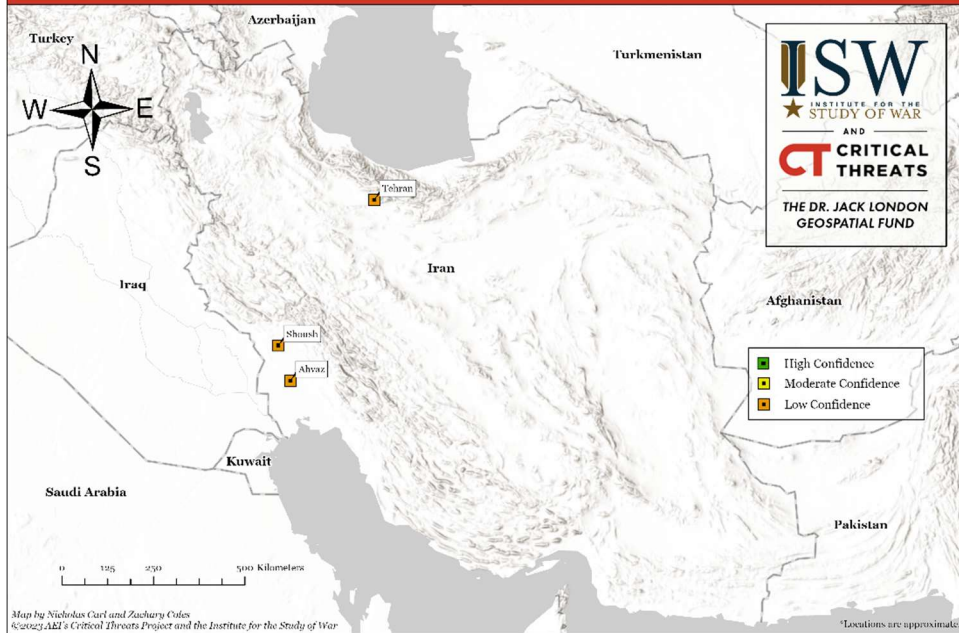 Azerbaijan
Turkey
Turkmenistan
N
W
E
S
ISW
INSTITUTE FOR THE
STUDY OF WAR
AND
CT CRITICAL
THREATS
THE DR. JACK LONDON
GEOSPATIAL FUND
Tehran
Iran
Iraq
Afghanistan
Shoush
Ahvaz
High Confidence
Moderate Confidence
Low Confidence
Kuwait
Saudi Arabia
Pakistan
0 125 250 500 Kilometers
Map by Nicholas Carl and Zachary Coles
©2023 AEI's Critical Threats Project and the Institute for the Study of War
*Locations are approximate